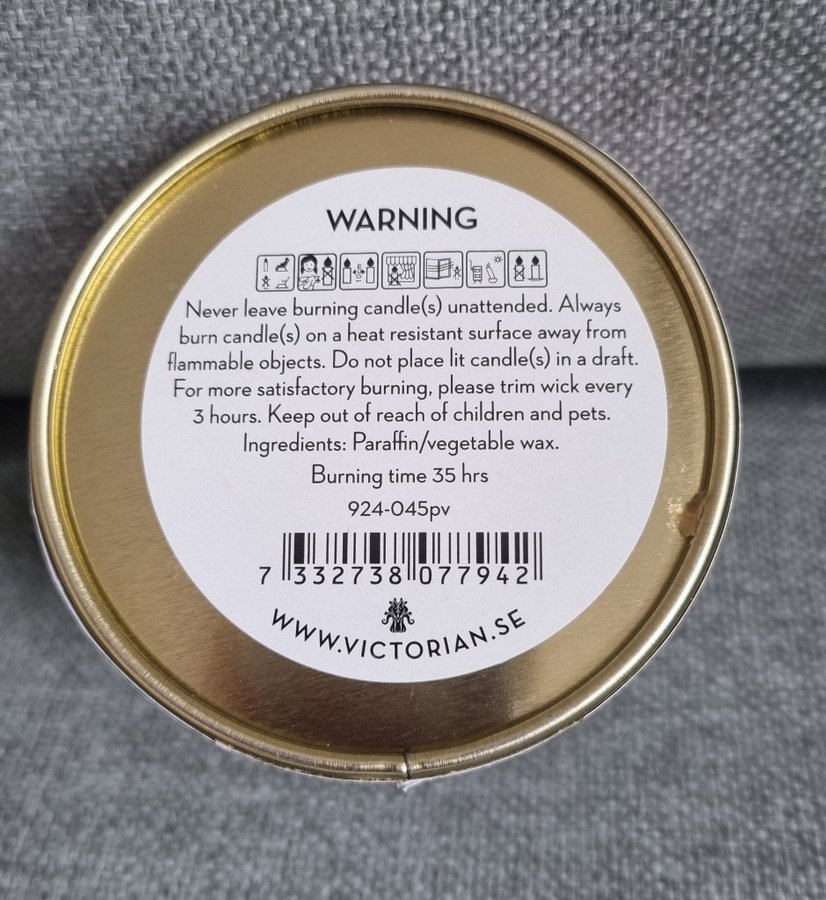 WARNING
Never leave burning candle(s) unattended. Always
burn candle(s) on a heat resistant surface away from
flammable objects. Do not place lit candle(s) in a draft.
For more satisfactory burning, please trim wick every
3 hours. Keep out of reach of children and pets.
Ingredients: Paraffin/vegetable wax.
Burning time 35 hrs
924-045pv
7 332738 077942
WWW.VICTORIAN.SE